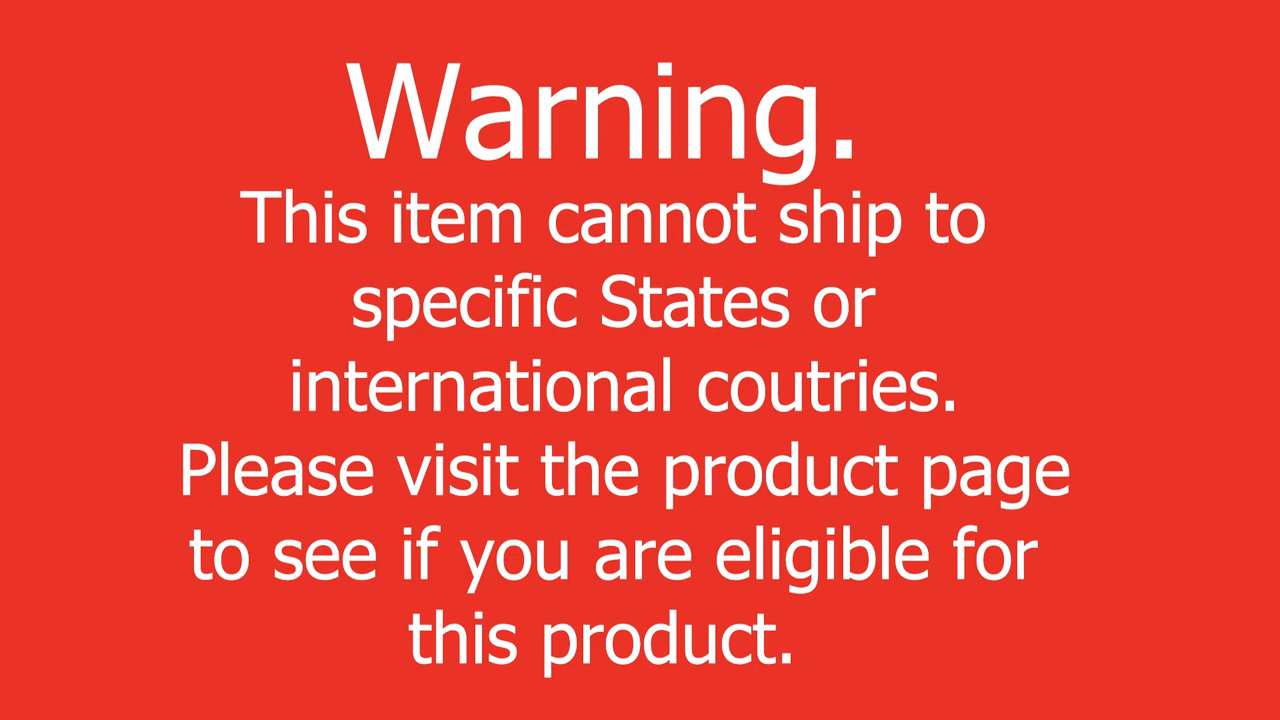 Warning.
This item cannot ship to
specific States or
international coutries.
Please visit the product page
to see if you are eligible for
this product.